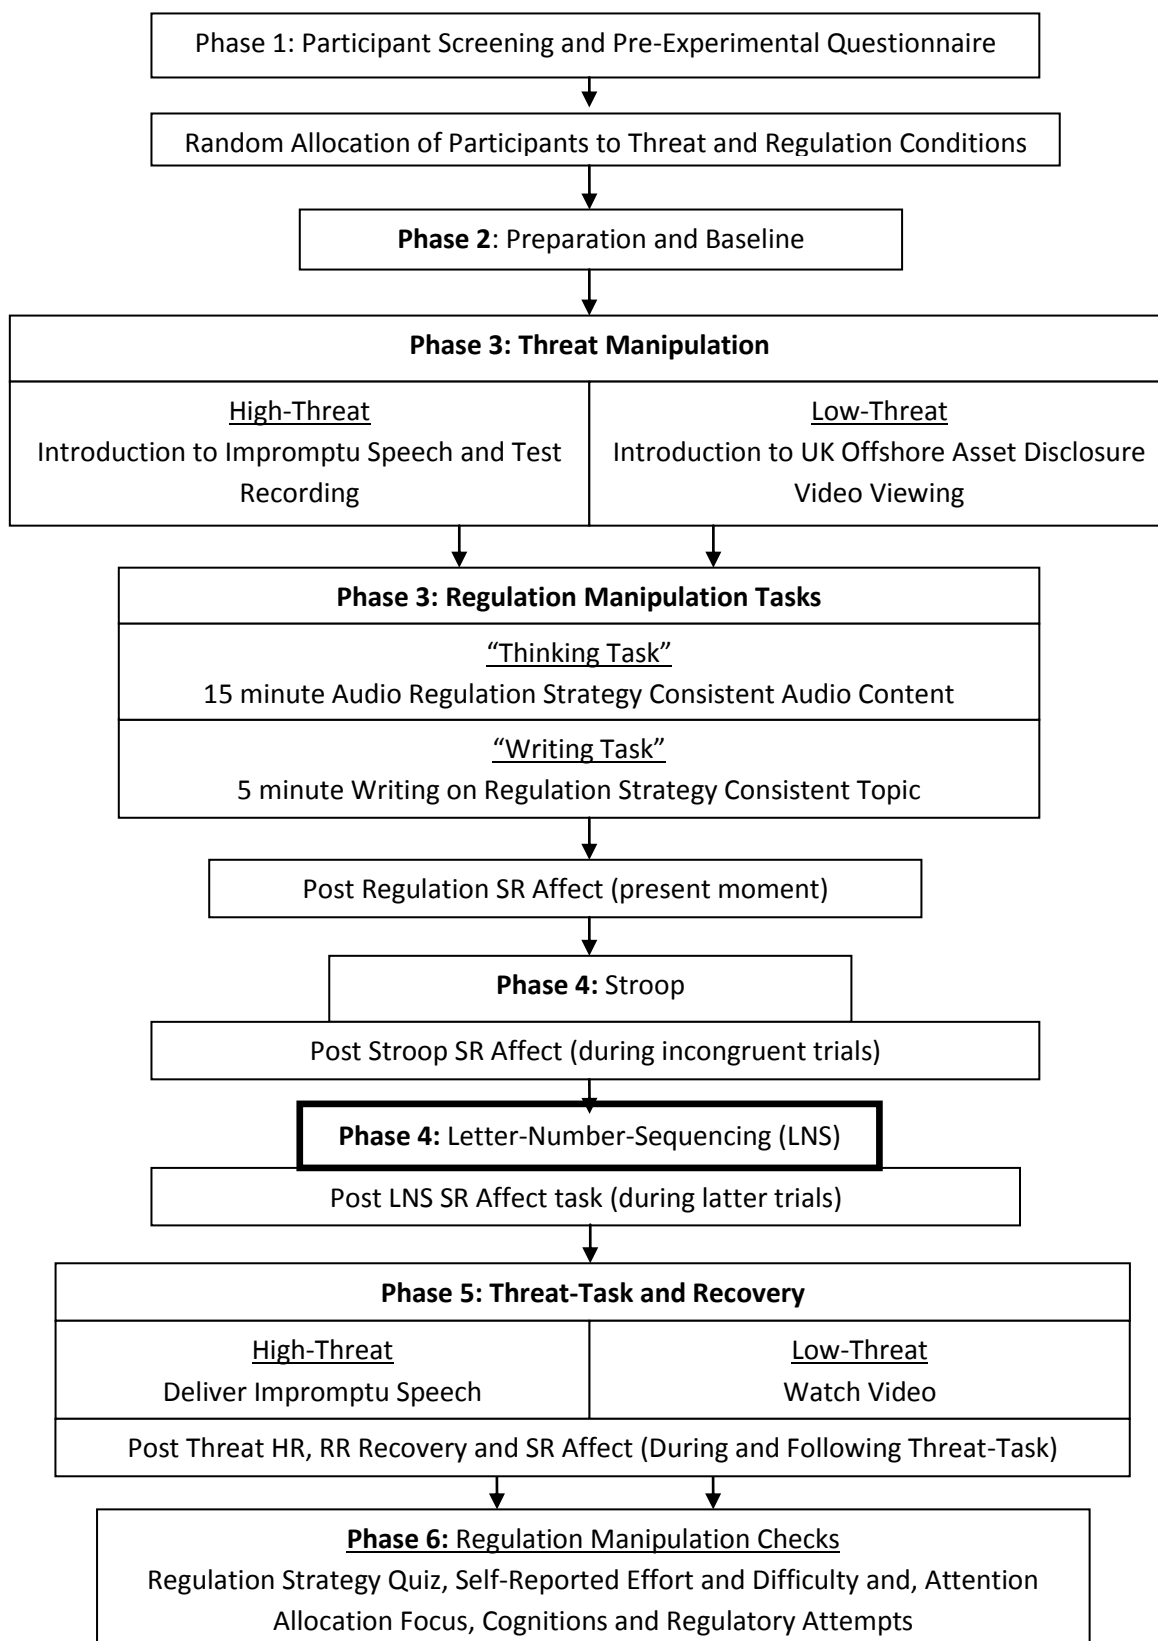 Phase 1: Participant Screening and Pre-Experimental Questionnaire
Random Allocation of Participants to Threat and Regulation Conditions
Phase 2: Preparation and Baseline
Phase 3: Threat Manipulation
High-Threat
Introduction to Impromptu Speech and Test
Recording
Low-Threat
Introduction to UK Offshore Asset Disclosure
Video Viewing
Phase 3: Regulation Manipulation Tasks
“Thinking Task”
15 minute Audio Regulation Strategy Consistent Audio Content
“Writing Task”
5 minute Writing on Regulation Strategy Consistent Topic
Post Regulation SR Affect (present moment)
Phase 4: Stroop
Post Stroop SR Affect (during incongruent trials)
Phase 4: Letter-Number-Sequencing (LNS)
Post LNS SR Affect task (during latter trials)
Phase 5: Threat-Task and Recovery
High-Threat
Deliver Impromptu Speech
Low-Threat
Watch Video
Post Threat HR, RR Recovery and SR Affect (During and Following Threat-Task)
Phase 6: Regulation Manipulation Checks
Regulation Strategy Quiz, Self-Reported Effort and Difficulty and, Attention
Allocation Focus, Cognitions and Regulatory Attempts